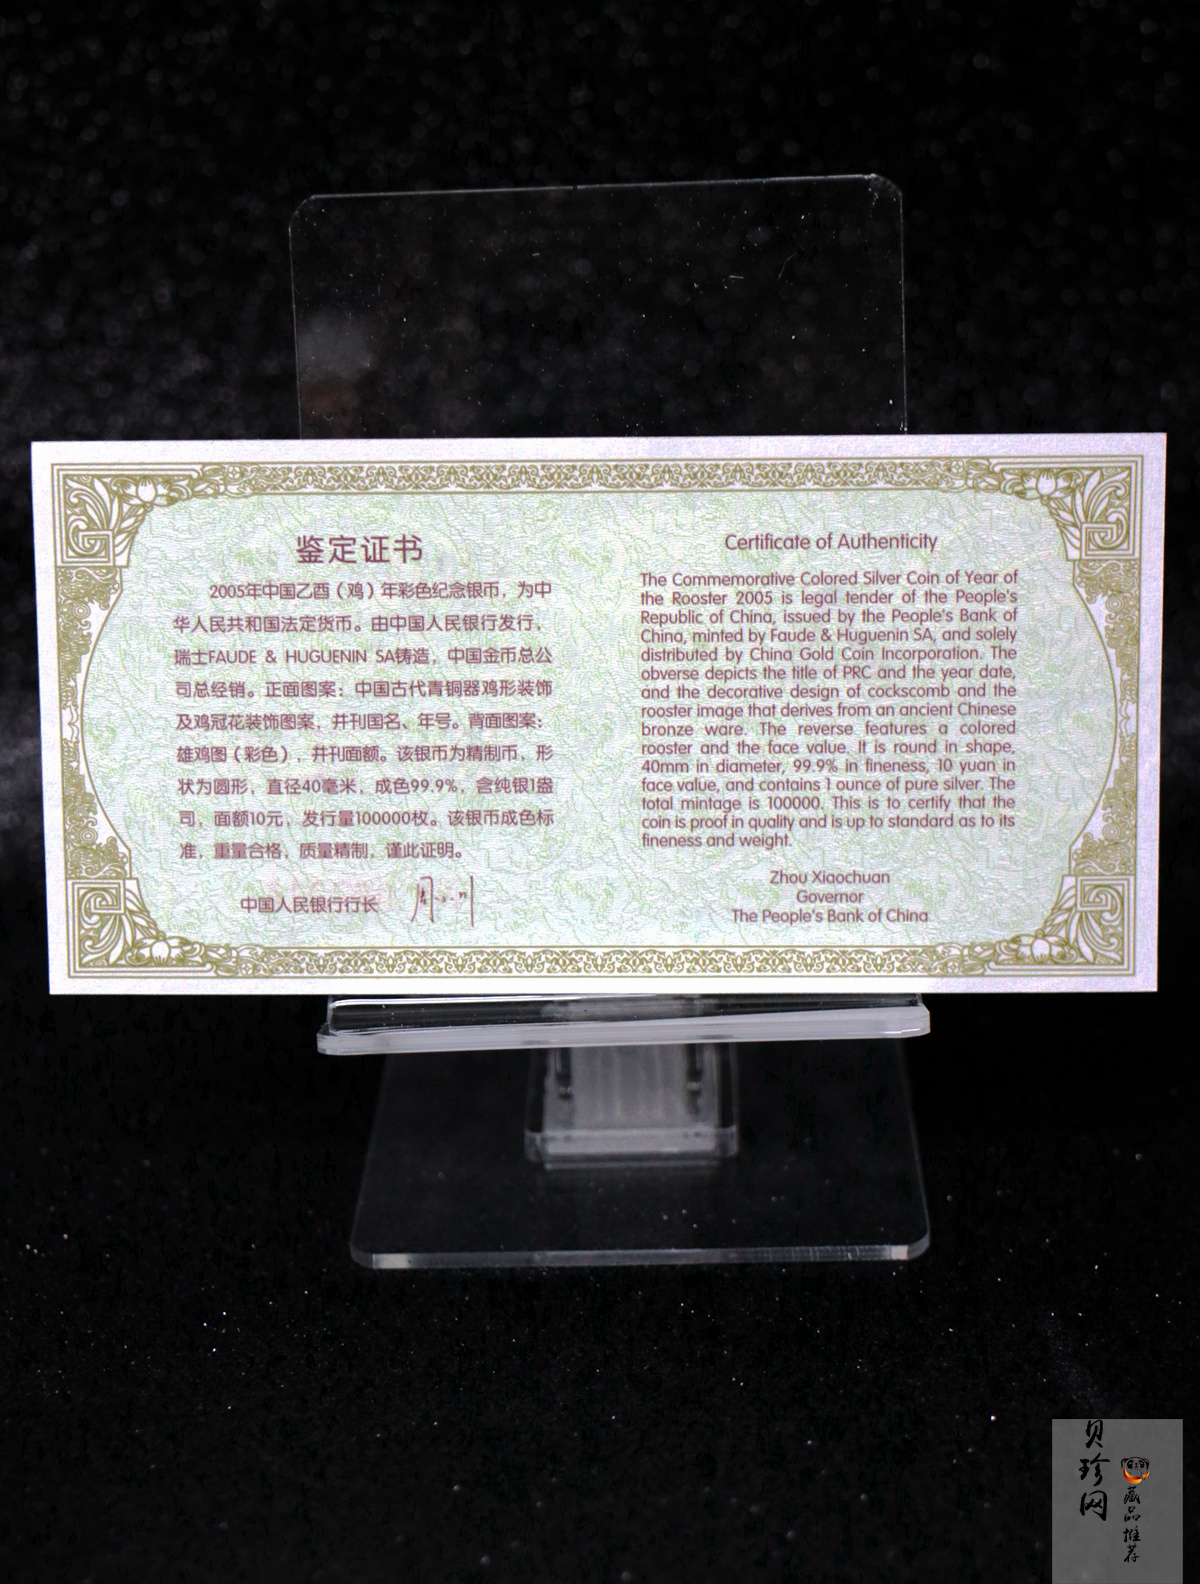 鉴定证书
2005年中国乙酉（鸡）年彩色纪念银币，为中
华人民共和国法定货币。由中国人民银行发行，
瑞士FAUDE & HUGUENIN SA铸造，中国金币总公
司总经销。正面图案：中国古代青铜器鸡形装饰
及鸡冠花装饰图案，并刊国名、年号。背面图案：
雄鸡图（彩色），并刊面额。该银币为精制币，形
状为圆形，直径40毫米，成色99.9%，含纯银1盎
司，面额10元，发行量100000枚。该银币成色标
准，重量合格，质量精制，谨此证明。
中国人民银行行长
Certificate of Authenticity
The Commemorative Colored Silver Coin of Year of
the Rooster 2005 is legal tender of the People's
Republic of China, issued by the People's Bank of
China, minted by Faude & Huguenin SA, and solely
distributed by China Gold Coin Incorporation. The
obverse depicts the title of PRC and the year date,
and the decorative design of cockscomb and the
rooster image that derives from an ancient Chinese
bronze ware. The reverse features a colored
rooster and the face value. It is round in shape,
40mm in diameter, 99.9% in fineness, 10 yuan in
face value, and contains 1 ounce of pure silver. The
total mintage is 100000. This is to certify that the
coin is proof in quality and is up to standard as to its
fineness and weight.
Zhou Xiaochuan
Governor
The People's Bank of China
贝珍网
藏品推荐